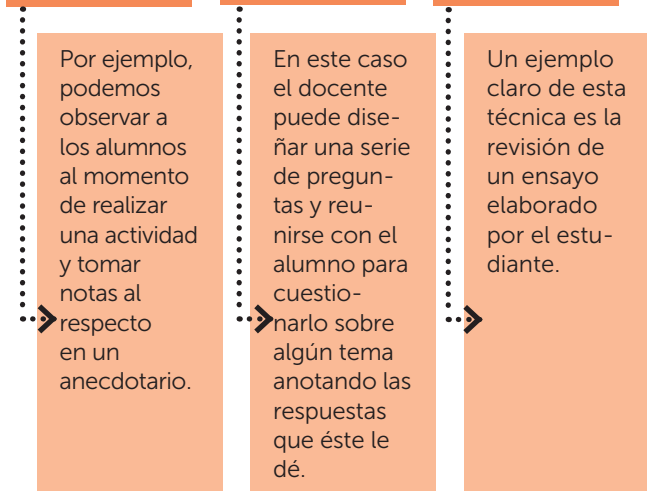 Por ejemplo,
podemos
observar a
los alumnos
al momento
de realizar
una actividad
y tomar
notas al
respecto
en un
anecdotario.
En este caso
el docente
puede dise-
ñar una serie
de pregun-
tas y reu-
nirse con el
alumno para
cuestio-
narlo sobre
algún tema
anotando las
respuestas
que éste le
dé.
Un ejemplo
claro de esta
técnica es la
revisión de
un ensayo
elaborado
por el estu-
diante.